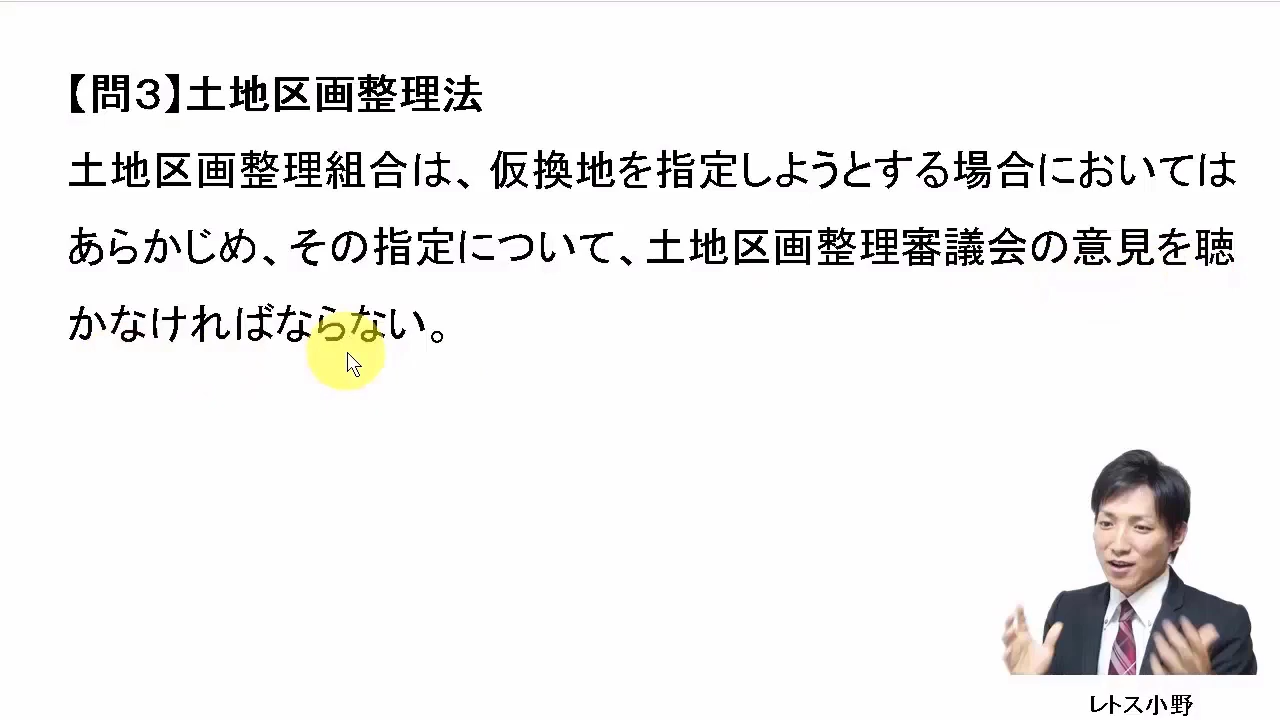 【問３】土地区画整理法
土地区画整理組合は、仮換地を指定しようとする場合においては
あらかじめ、その指定について、土地区画整理審議会の意見を聴
かなければならない。
レトス小野